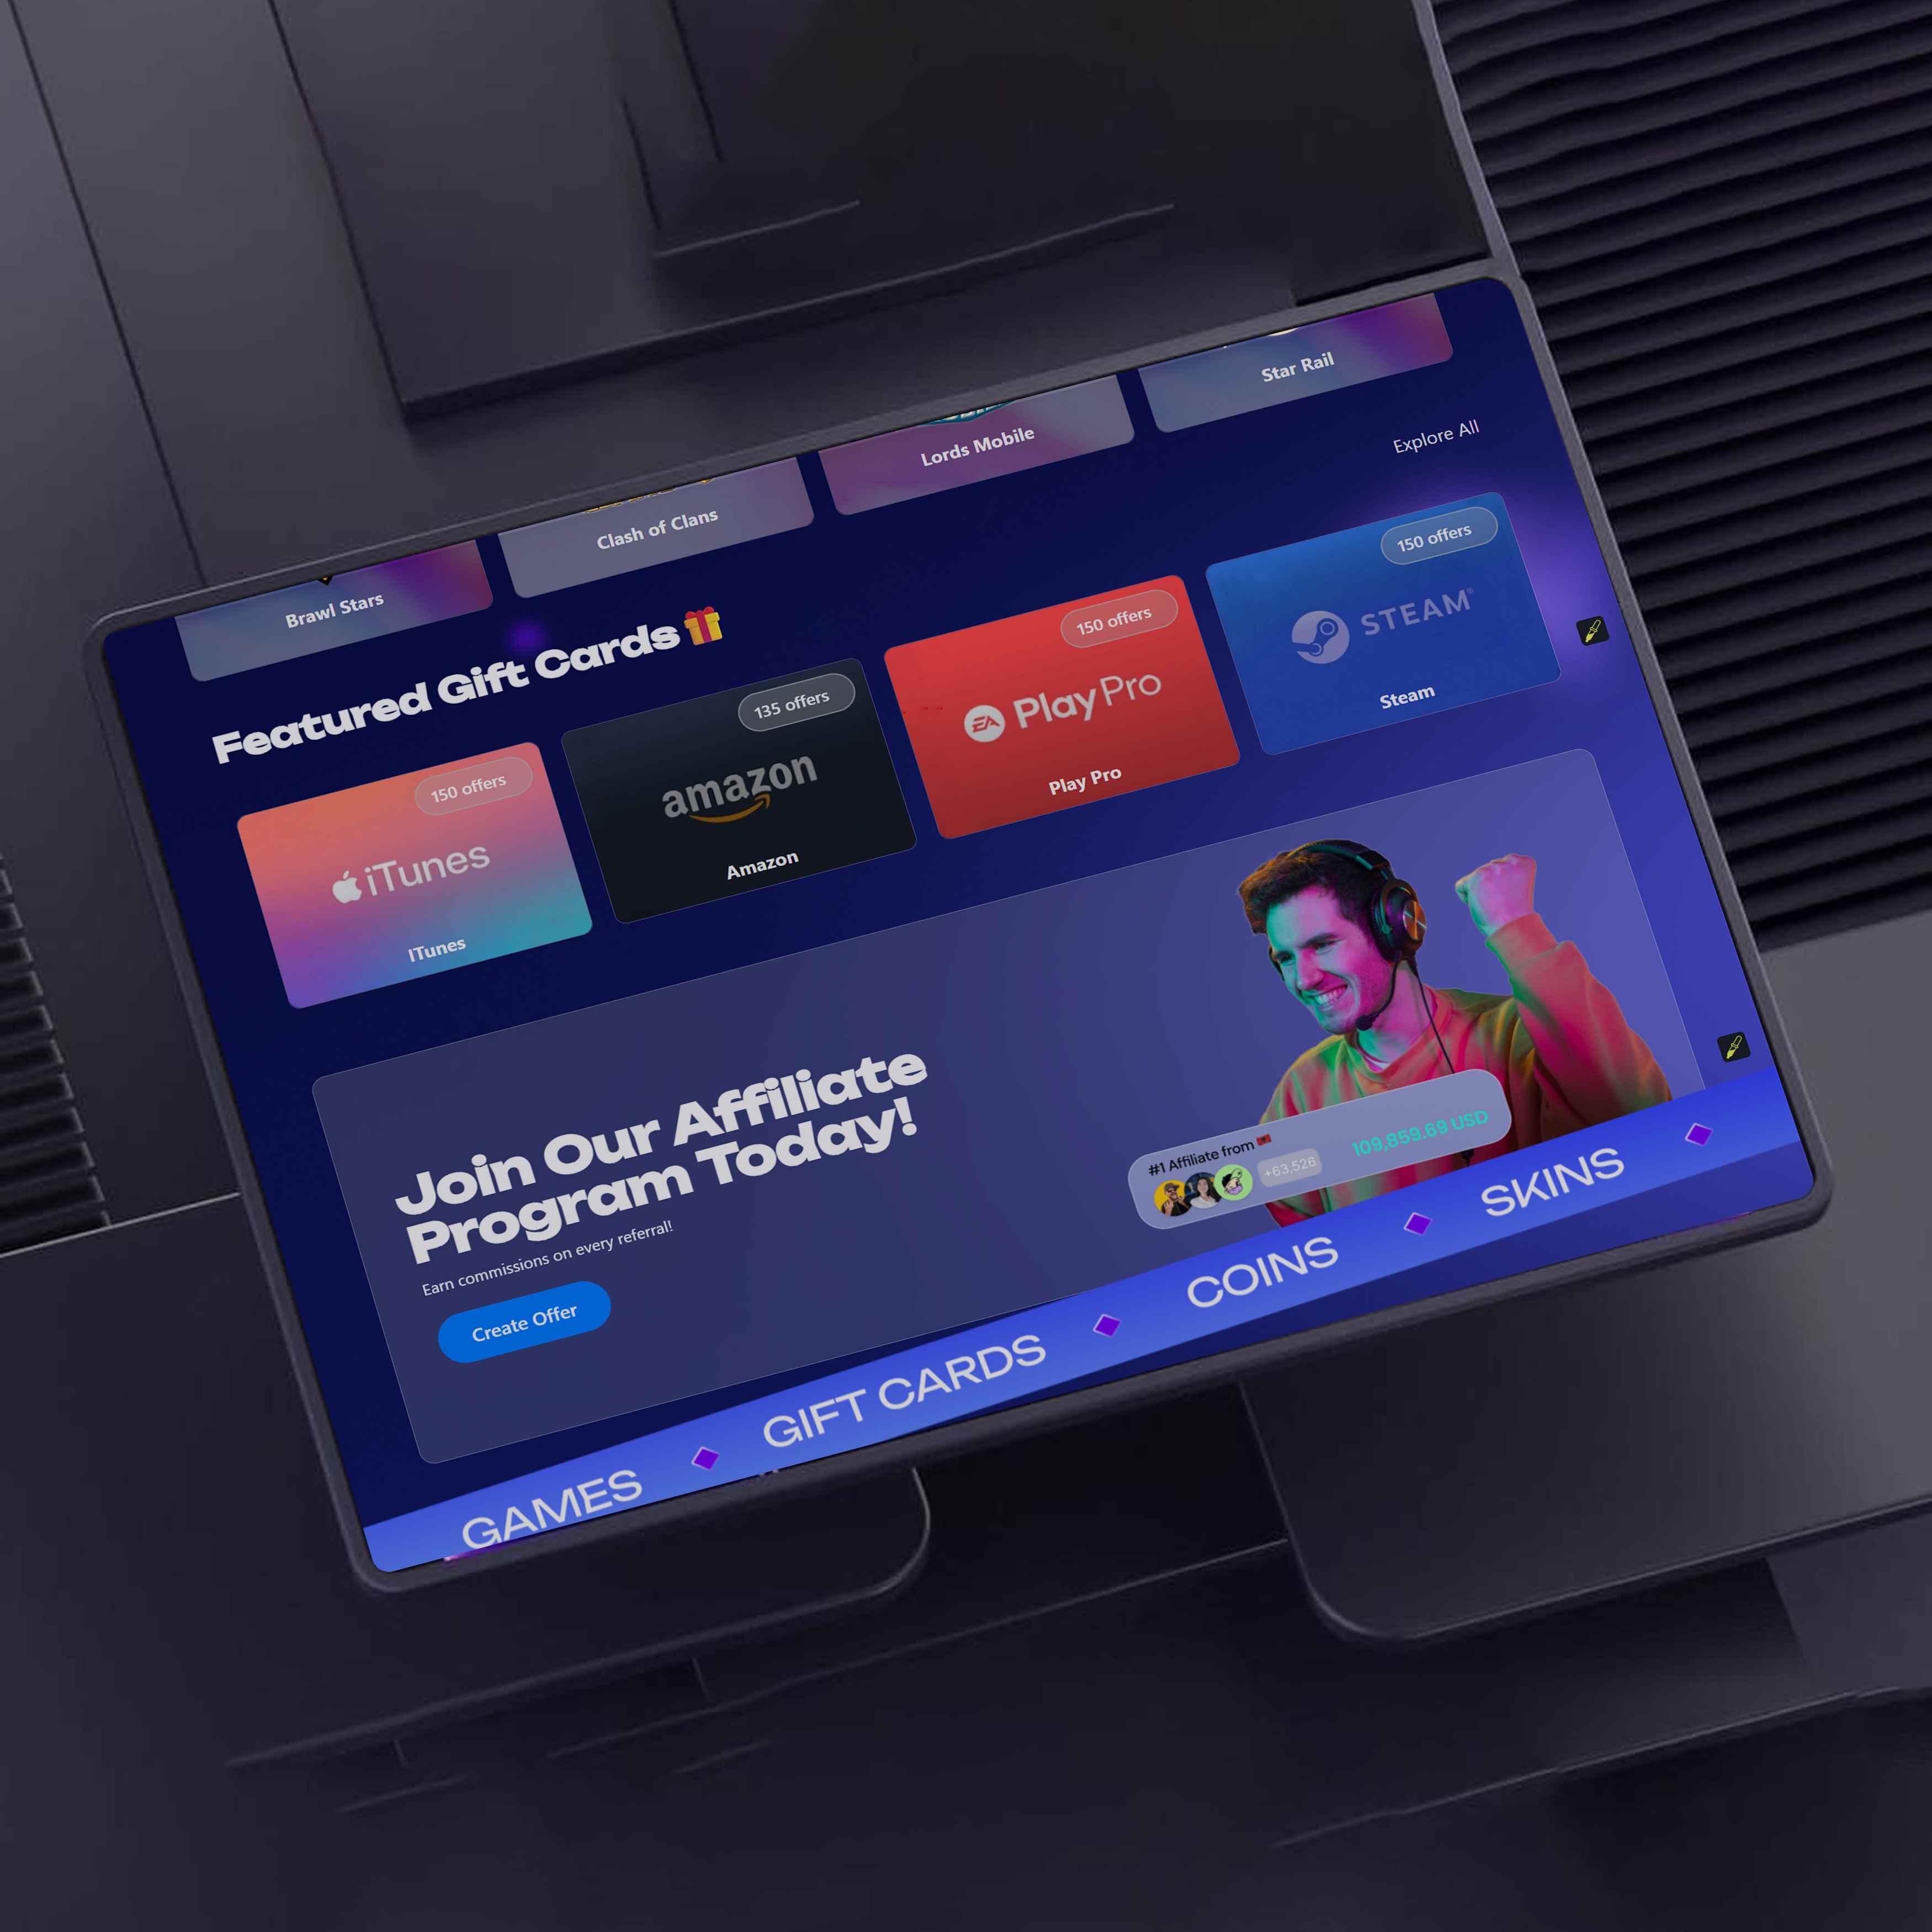 Brawl Stars
Clash of Clans
Lords Mobile
Star Rail
Featured Gift Cards
Explore All
150 offers
iTunes
ITunes
135 offers
amazon
Amazon
150 offers
EA PlayPro
Play Pro
150 offers
STEAM®
Steam
Join Our Affiliate
Program Today!
Earn commissions on every referral!
Create Offer
#1 Affiliate from
+63,526
109,859.69 USD
GAMES
GIFT CARDS
COINS
SKINS